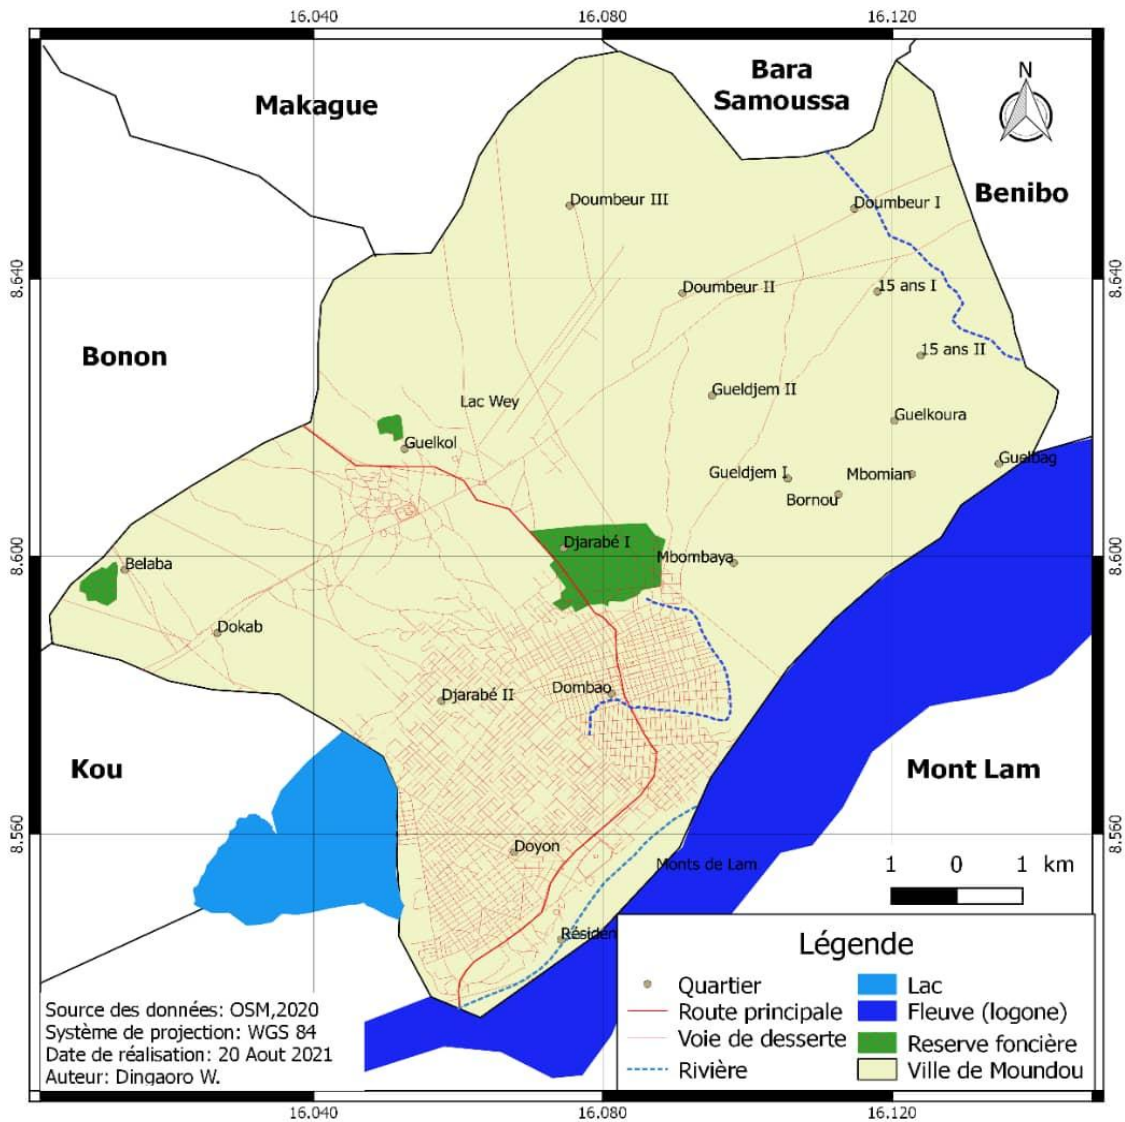 16.040
16.080
16.120
Makague
Bara
Samoussa
N
Benibo
Doumbeur III
Doumbeur I
8.640
8.640
Doumbeur II
15 ans I
Bonon
15 ans II
Gueldjem II
Lac Wey
Guelkoura
Guelkol
Guelbag
Gueldjem I
Mbomian
Bornou
Djarabé I
8.600
8.600
Mbombaya
Belaba
Dokab
Dombao
Djarabé II
Kou
Mont Lam
8.560
8.560
Doyon
Monts de Lam
1 0 1 km
Résiden
Légende
Quartier
Route principale
Voie de desserte
Rivière
Lac
Fleuve (logone)
Reserve foncière
Ville de Moundou
Source des données: OSM,2020
Système de projection: WGS 84
Date de réalisation: 20 Aout 2021
Auteur: Dingaoro W.
16.040
16.080
16.120